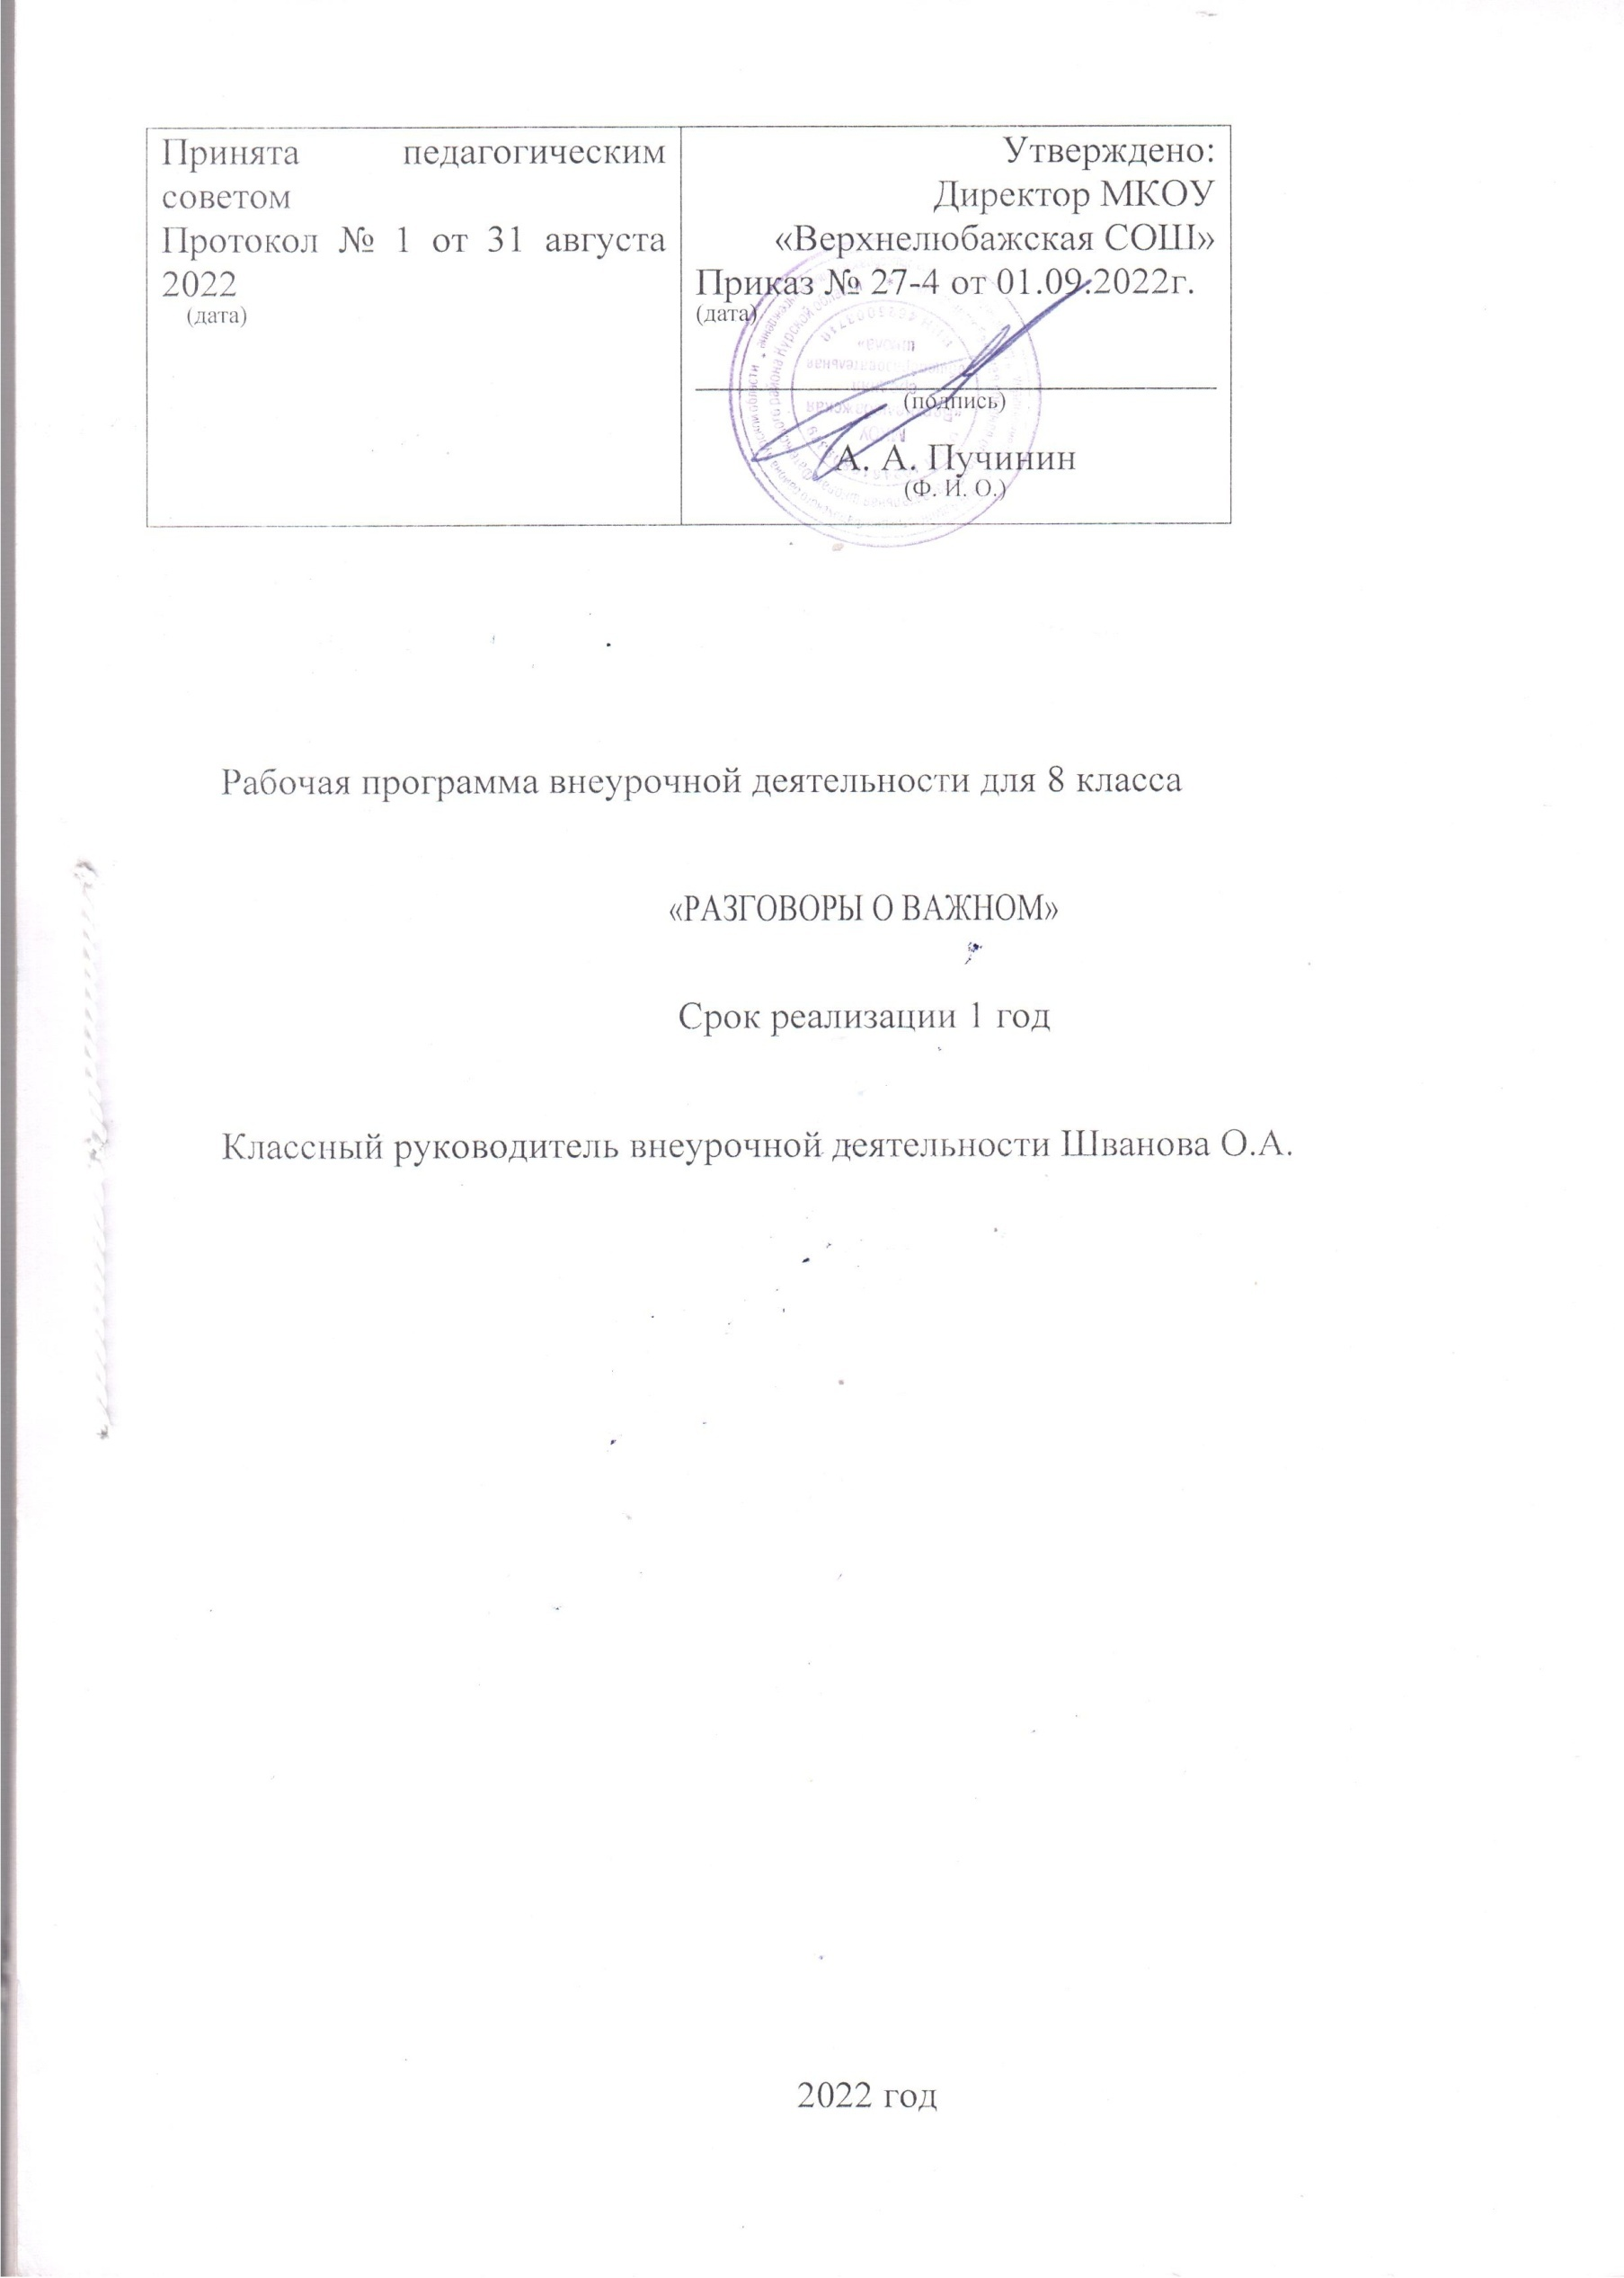 Принята педагогическим
советом
Протокол № 1 от 31 августа
2022
(дата)
Утверждено:
Директор МКОУ
«Верхнелюбажская СОШ»
Приказ № 27-4 от 01.09.2022г.
(дата)
(подпись)
А. А. Пучинин
(Ф. И. О.)
Рабочая программа внеурочной деятельности для 8 класса
«РАЗГОВОРЫ О ВАЖНОМ»
Срок реализации 1 год
Классный руководитель внеурочной деятельности Шванова О.А.
2022 год